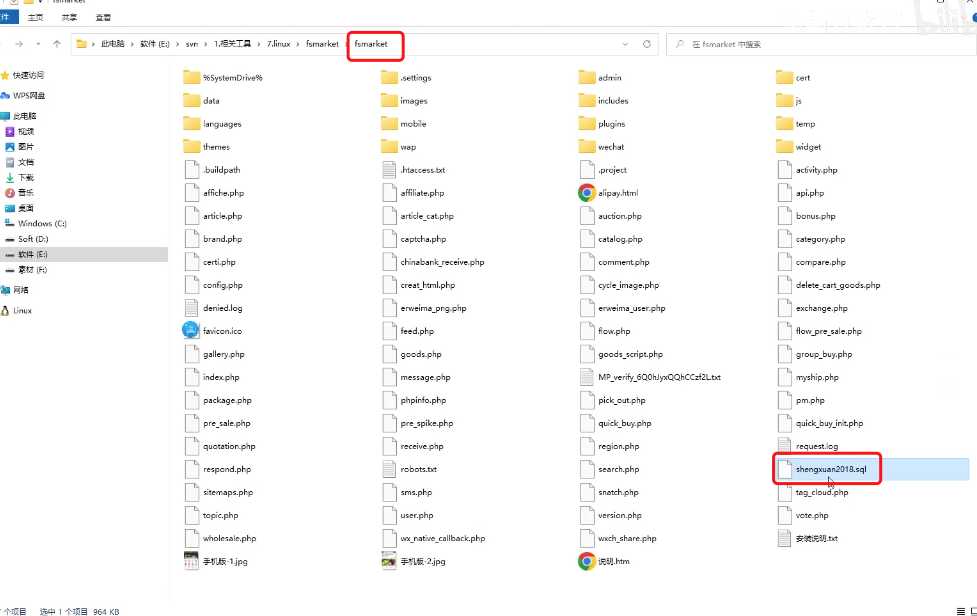 fsmarket
件 主页 共享 查看
此电脑 › 软件 (E:) › svn › 1.相关工具 › 7.linux › fsmarket › fsmarket
在 fsmarket 中搜索
快速访问
WPS网盘
此电脑
视频
图片
文档
下载
音乐
桌面
Windows (C:)
Soft (D:)
软件 (E:)
素材 (F:)
网络
Linux
%SystemDrive% .settings admin cert
data images includes js
languages mobile plugins temp
themes wap wechat widget
.buildpath .htaccess.txt .project activity.php
affiche.php affiliate.php alipay.html api.php
article.php article_cat.php auction.php bonus.php
brand.php captcha.php catalog.php category.php
certi.php chinabank_receive.php comment.php compare.php
config.php creat_html.php cycle_image.php delete_cart_goods.php
denied.log erweima_png.php erweima_user.php exchange.php
favicon.ico feed.php flow.php flow_pre_sale.php
gallery.php goods.php goods_script.php group_buy.php
index.php message.php MP_verify_6Q0hJyxQQhCCzf2L.txt myship.php
package.php phpinfo.php pick_out.php pm.php
pre_sale.php pre_spike.php quick_buy.php quick_buy_init.php
quotation.php receive.php region.php request.log
respond.php robots.txt search.php shengxuan2018.sql
sitemaps.php sms.php snatch.php tag_cloud.php
topic.php user.php version.php vote.php
wholesale.php wx_native_callback.php wxch_share.php 安装说明.txt
手机版-1.jpg 手机版-2.jpg 说明.htm
个项目 选中 1 个项目 964 KB